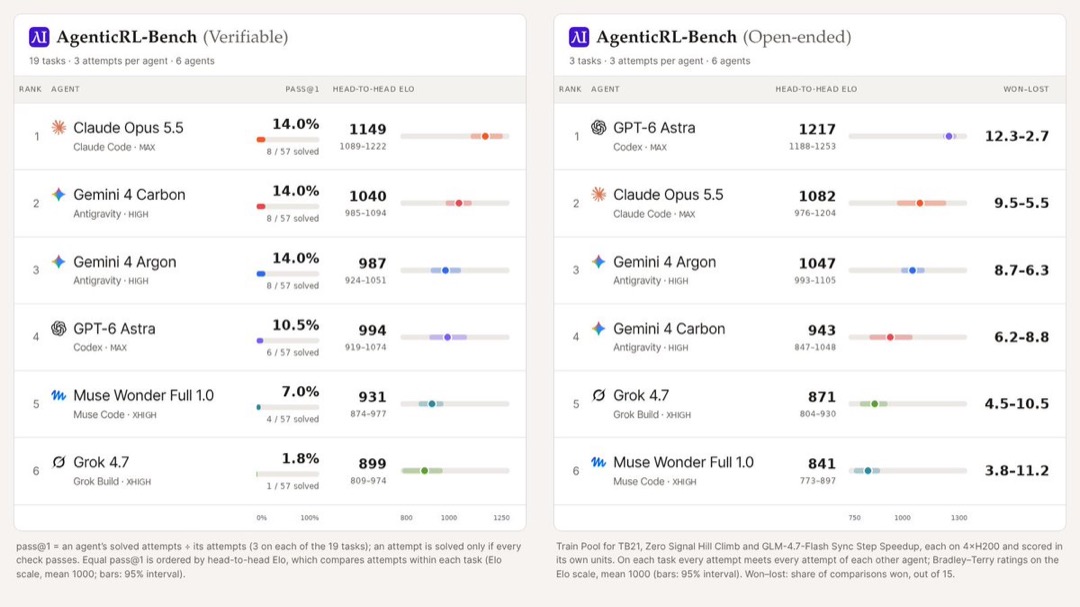 AgenticRL-Bench (Verifiable)
19 tasks · 3 attempts per agent · 6 agents
RANK AGENT PASS@1 HEAD-TO-HEAD ELO
1 Claude Opus 5.5 14.0% 1149
Claude Code · MAX 8 / 57 solved 1089–1222
2 Gemini 4 Carbon 14.0% 1040
Antigravity · HIGH 8 / 57 solved 985–1094
3 Gemini 4 Argon 14.0% 987
Antigravity · HIGH 8 / 57 solved 924–1051
4 GPT-6 Astra 10.5% 994
Codex · MAX 6 / 57 solved 919–1074
5 Muse Wonder Full 1.0 7.0% 931
Muse Code · XHIGH 4 / 57 solved 874–977
6 Grok 4.7 1.8% 899
Grok Build · XHIGH 1 / 57 solved 809–974
0% 100% 800 1000 1250
pass@1 = an agent's solved attempts ÷ its attempts (3 on each of the 19 tasks); an attempt is solved only if every
check passes. Equal pass@1 is ordered by head-to-head Elo, which compares attempts within each task (Elo
scale, mean 1000; bars: 95% interval).
AgenticRL-Bench (Open-ended)
3 tasks · 3 attempts per agent · 6 agents
RANK AGENT HEAD-TO-HEAD ELO WON–LOST
1 GPT-6 Astra 1217 12.3–2.7
Codex · MAX 1188–1253
2 Claude Opus 5.5 1082 9.5–5.5
Claude Code · MAX 976–1204
3 Gemini 4 Argon 1047 8.7–6.3
Antigravity · HIGH 993–1105
4 Gemini 4 Carbon 943 6.2–8.8
Antigravity · HIGH 847–1048
5 Grok 4.7 871 4.5–10.5
Grok Build · XHIGH 804–930
6 Muse Wonder Full 1.0 841 3.8–11.2
Muse Code · XHIGH 773–897
750 1000 1300
Train Pool for TB21, Zero Signal Hill Climb and GLM-4.7-Flash Sync Step Speedup, each on 4×H200 and scored in
its own units. On each task every attempt meets every attempt of each other agent; Bradley–Terry ratings on the
Elo scale, mean 1000 (bars: 95% interval). Won–lost: share of comparisons won, out of 15.